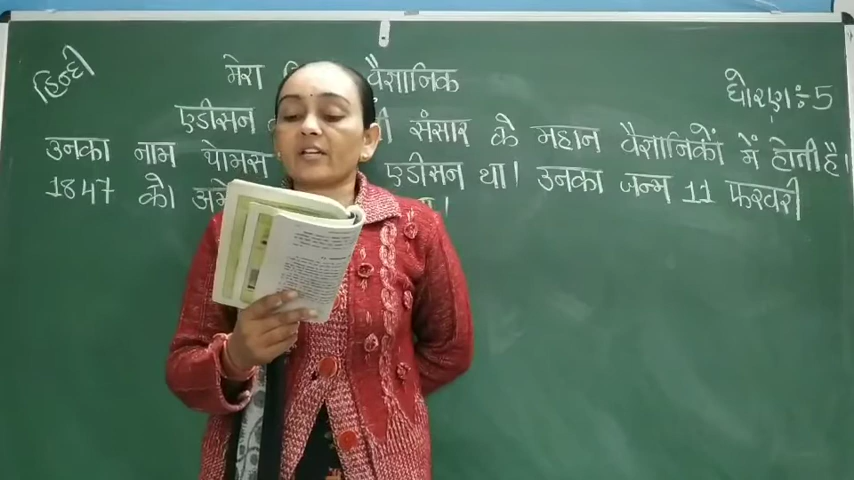 हिन्दी
मेरा वैज्ञानिक धोरण÷5
एडीसन संसार के महान वैज्ञानिकों में होता है
उनका नाम थामस एडीसन था। उनका जन्म 11 फरवरी
1847 को